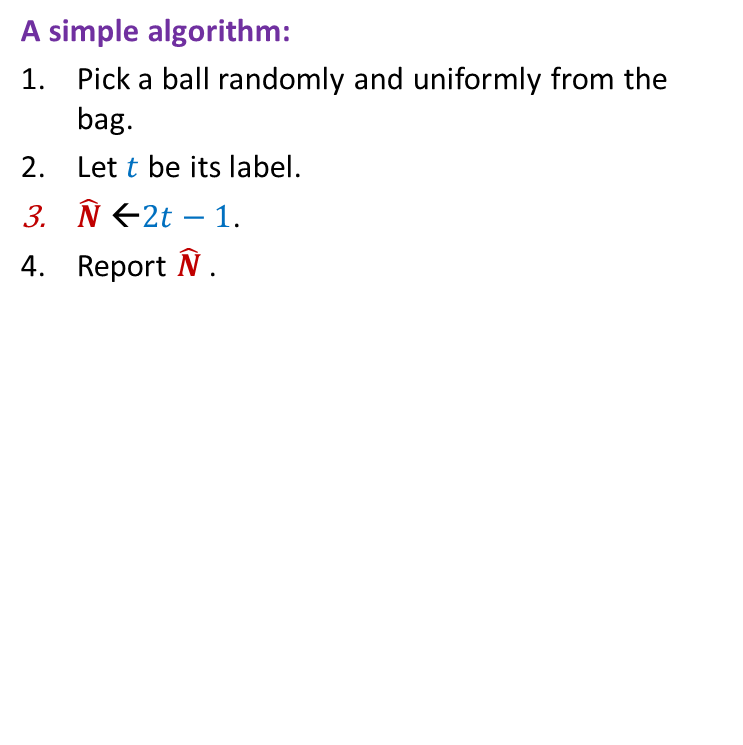 A simple algorithm:
1. Pick a ball randomly and uniformly from the
bag.
2. Let t be its label.
3. N̂ ←2t − 1.
4. Report N̂ .